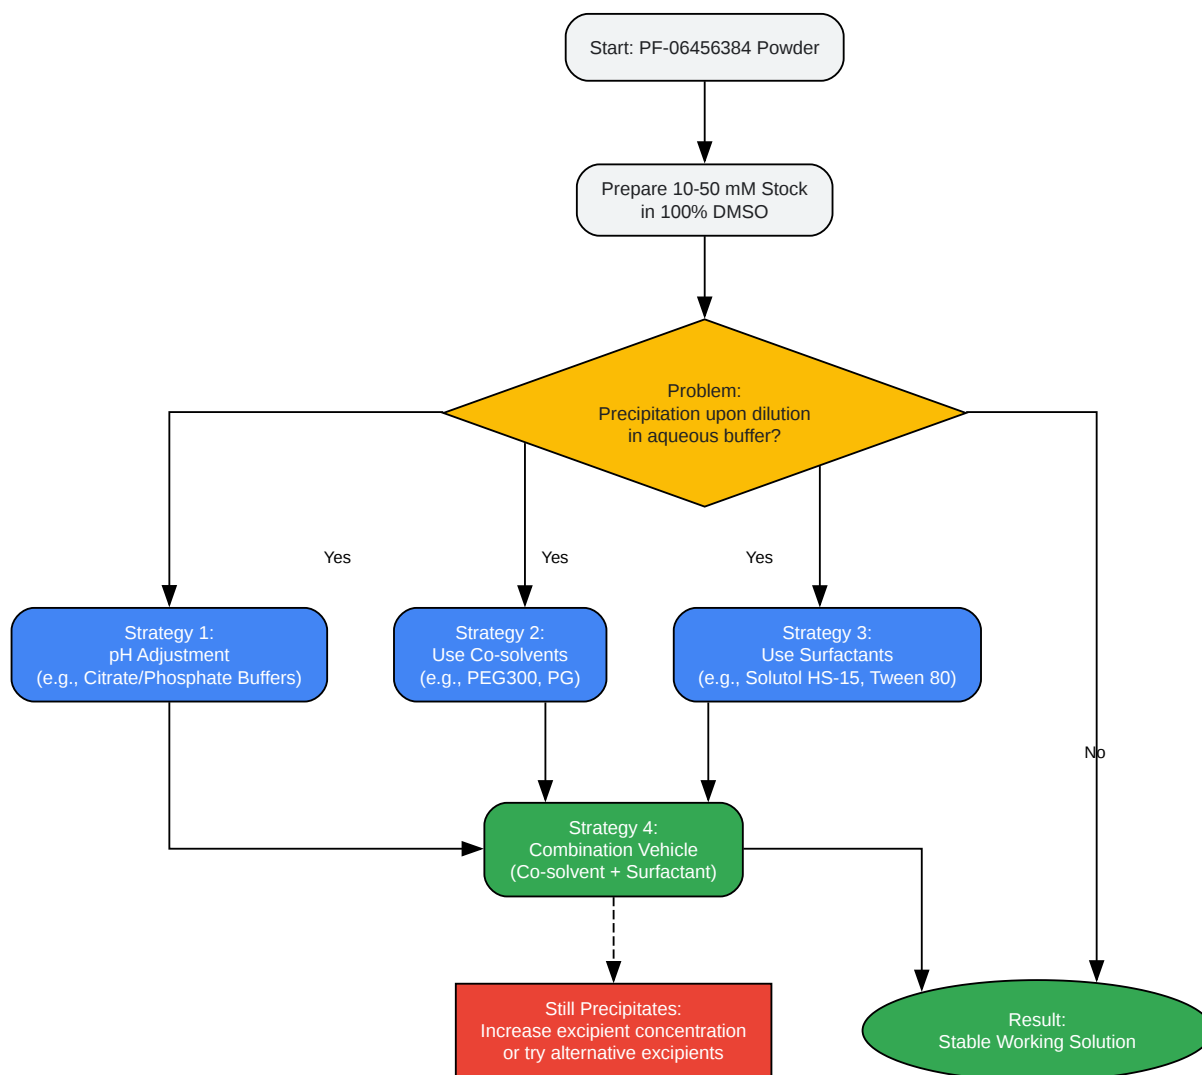 Start: PF-06456384 Powder
Prepare 10-50 mM Stock
in 100% DMSO
Problem:
Precipitation upon dilution
in aqueous buffer?
Yes
Yes
Yes
Strategy 1:
pH Adjustment
(e.g., Citrate/Phosphate Buffers)
Strategy 2:
Use Co-solvents
(e.g., PEG300, PG)
Strategy 3:
Use Surfactants
(e.g., Solutol HS-15, Tween 80)
No
Strategy 4:
Combination Vehicle
(Co-solvent + Surfactant)
Still Precipitates:
Increase excipient concentration
or try alternative excipients
Result:
Stable Working Solution